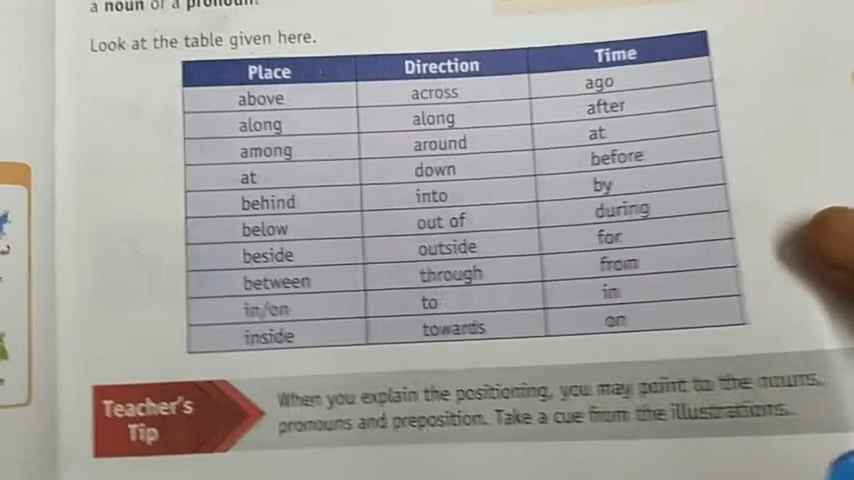 a noun or a pronoun.
Look at the table given here.
Place Direction Time
above across ago
along along after
among around at
at down before
behind into by
below out of during
beside outside for
between through from
in/on to in
inside towards on
Teacher's
Tip
When you explain the positioning, you may point to the nouns,
pronouns and preposition. Take a cue from the illustrations.